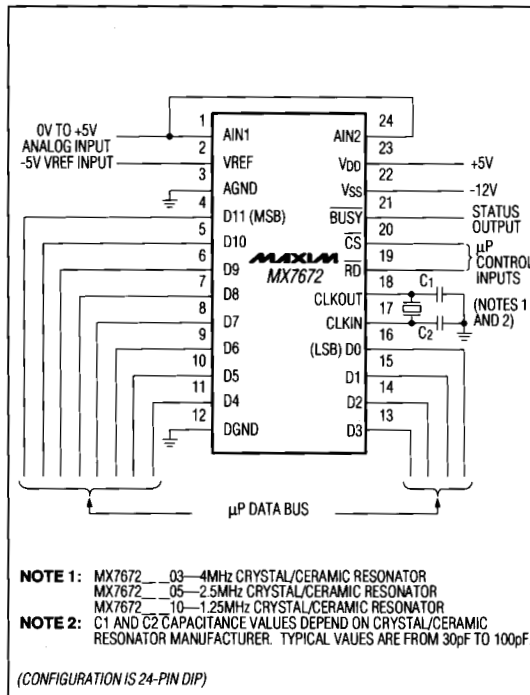 1
24
0V TO +5V
ANALOG INPUT
AIN1
AIN2
2
23
-5V VREF INPUT
VREF
VDD
+5V
3
22
AGND
VSS
-12V
4
21
D11 (MSB)
BUSY
STATUS
OUTPUT
5
20
D10
CS
µP
CONTROL
INPUTS
6
19
D9
MAXIM
MX7672
RD
7
18
D8
CLKOUT
C1
8
17
D7
CLKIN
C2
(NOTES 1
AND 2)
9
16
D6
(LSB) D0
10
15
D5
D1
11
14
D4
D2
12
13
DGND
D3
µP DATA BUS
NOTE 1: MX7672_ _03—4MHz CRYSTAL/CERAMIC RESONATOR
MX7672_ _05—2.5MHz CRYSTAL/CERAMIC RESONATOR
MX7672_ _10—1.25MHz CRYSTAL/CERAMIC RESONATOR
NOTE 2: C1 AND C2 CAPACITANCE VALUES DEPEND ON CRYSTAL/CERAMIC
RESONATOR MANUFACTURER. TYPICAL VAUES ARE FROM 30pF TO 100pF
(CONFIGURATION IS 24-PIN DIP)